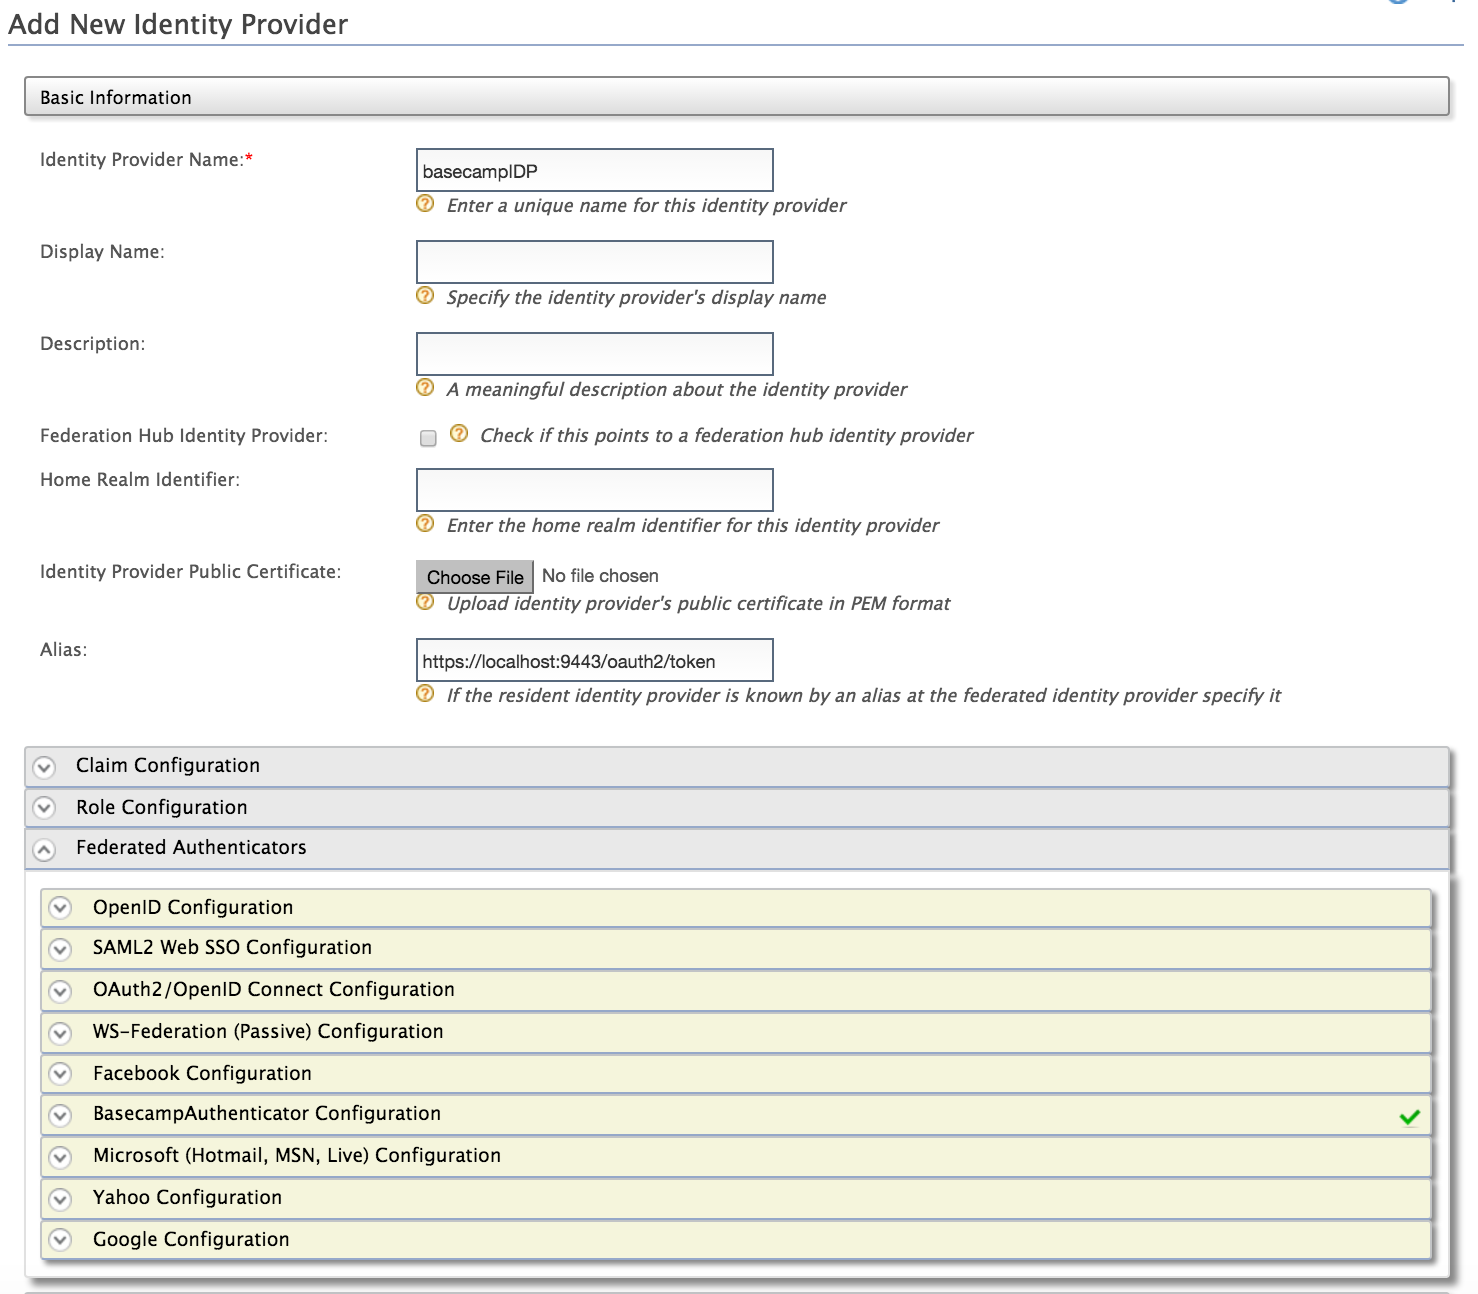 Add New Identity Provider
Basic Information
Identity Provider Name:*
basecampIDP
Enter a unique name for this identity provider
Display Name:
Specify the identity provider's display name
Description:
A meaningful description about the identity provider
Federation Hub Identity Provider:
Check if this points to a federation hub identity provider
Home Realm Identifier:
Enter the home realm identifier for this identity provider
Identity Provider Public Certificate:
Choose File No file chosen
Upload identity provider's public certificate in PEM format
Alias:
https://localhost:9443/oauth2/token
If the resident identity provider is known by an alias at the federated identity provider specify it
Claim Configuration
Role Configuration
Federated Authenticators
OpenID Configuration
SAML2 Web SSO Configuration
OAuth2/OpenID Connect Configuration
WS-Federation (Passive) Configuration
Facebook Configuration
BasecampAuthenticator Configuration
Microsoft (Hotmail, MSN, Live) Configuration
Yahoo Configuration
Google Configuration